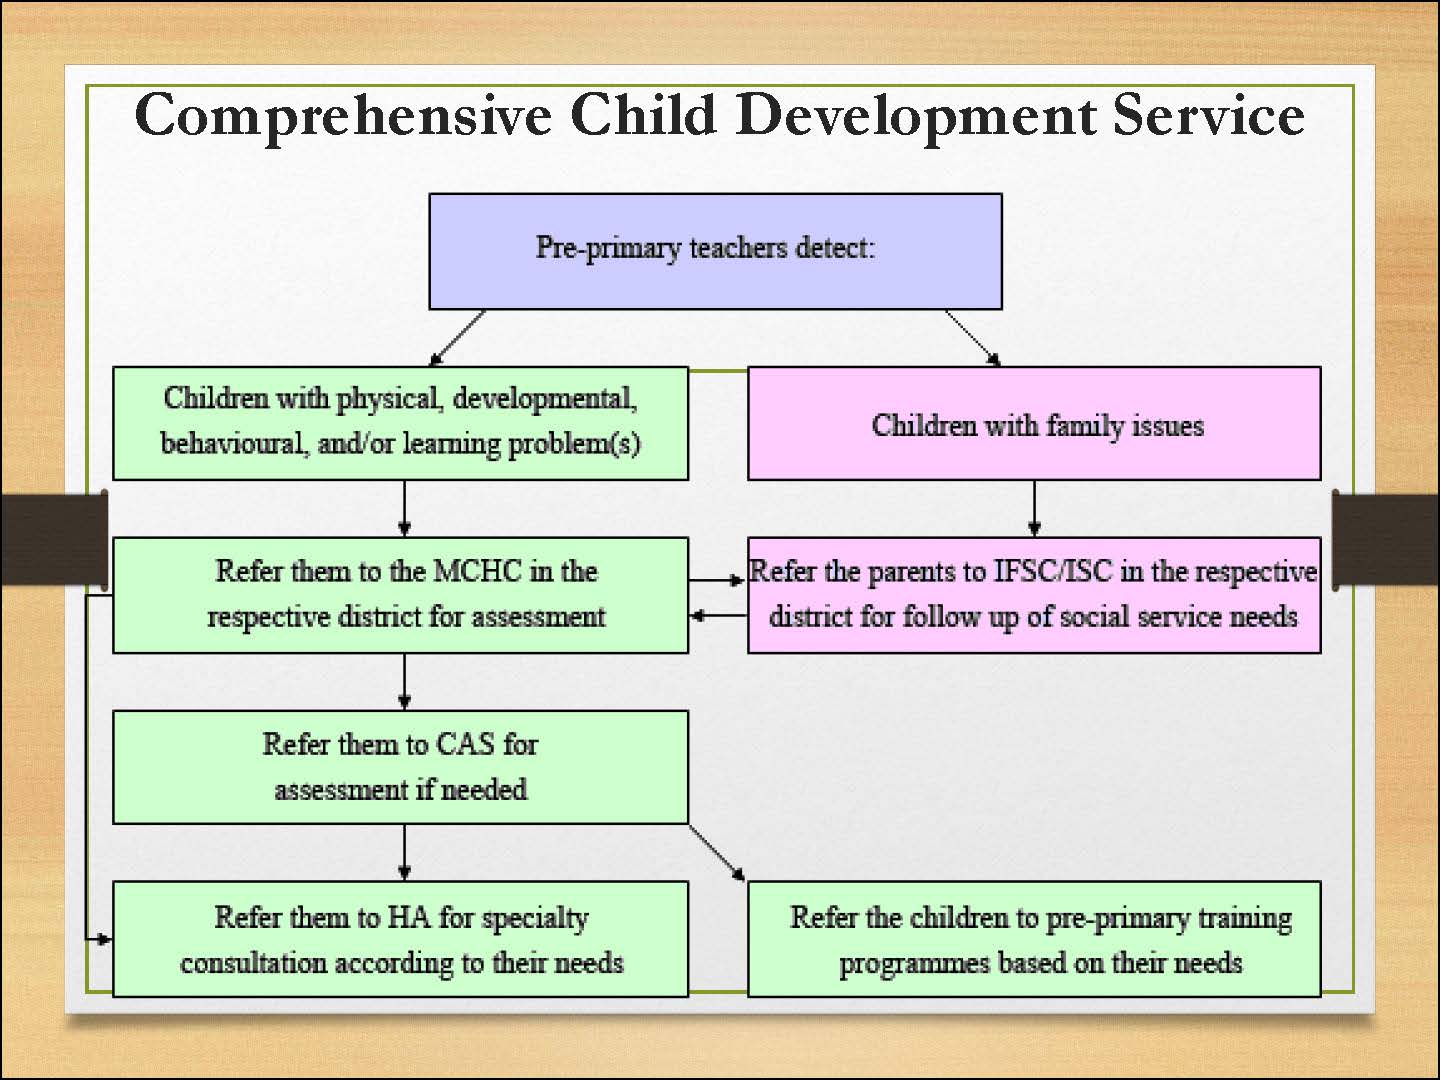 Comprehensive Child Development Service
Pre-primary teachers detect:
Children with physical, developmental,
behavioural, and/or learning problem(s)
Children with family issues
Refer them to the MCHC in the
respective district for assessment
Refer the parents to IFSC/ISC in the respective
district for follow up of social service needs
Refer them to CAS for
assessment if needed
Refer them to HA for specialty
consultation according to their needs
Refer the children to pre-primary training
programmes based on their needs